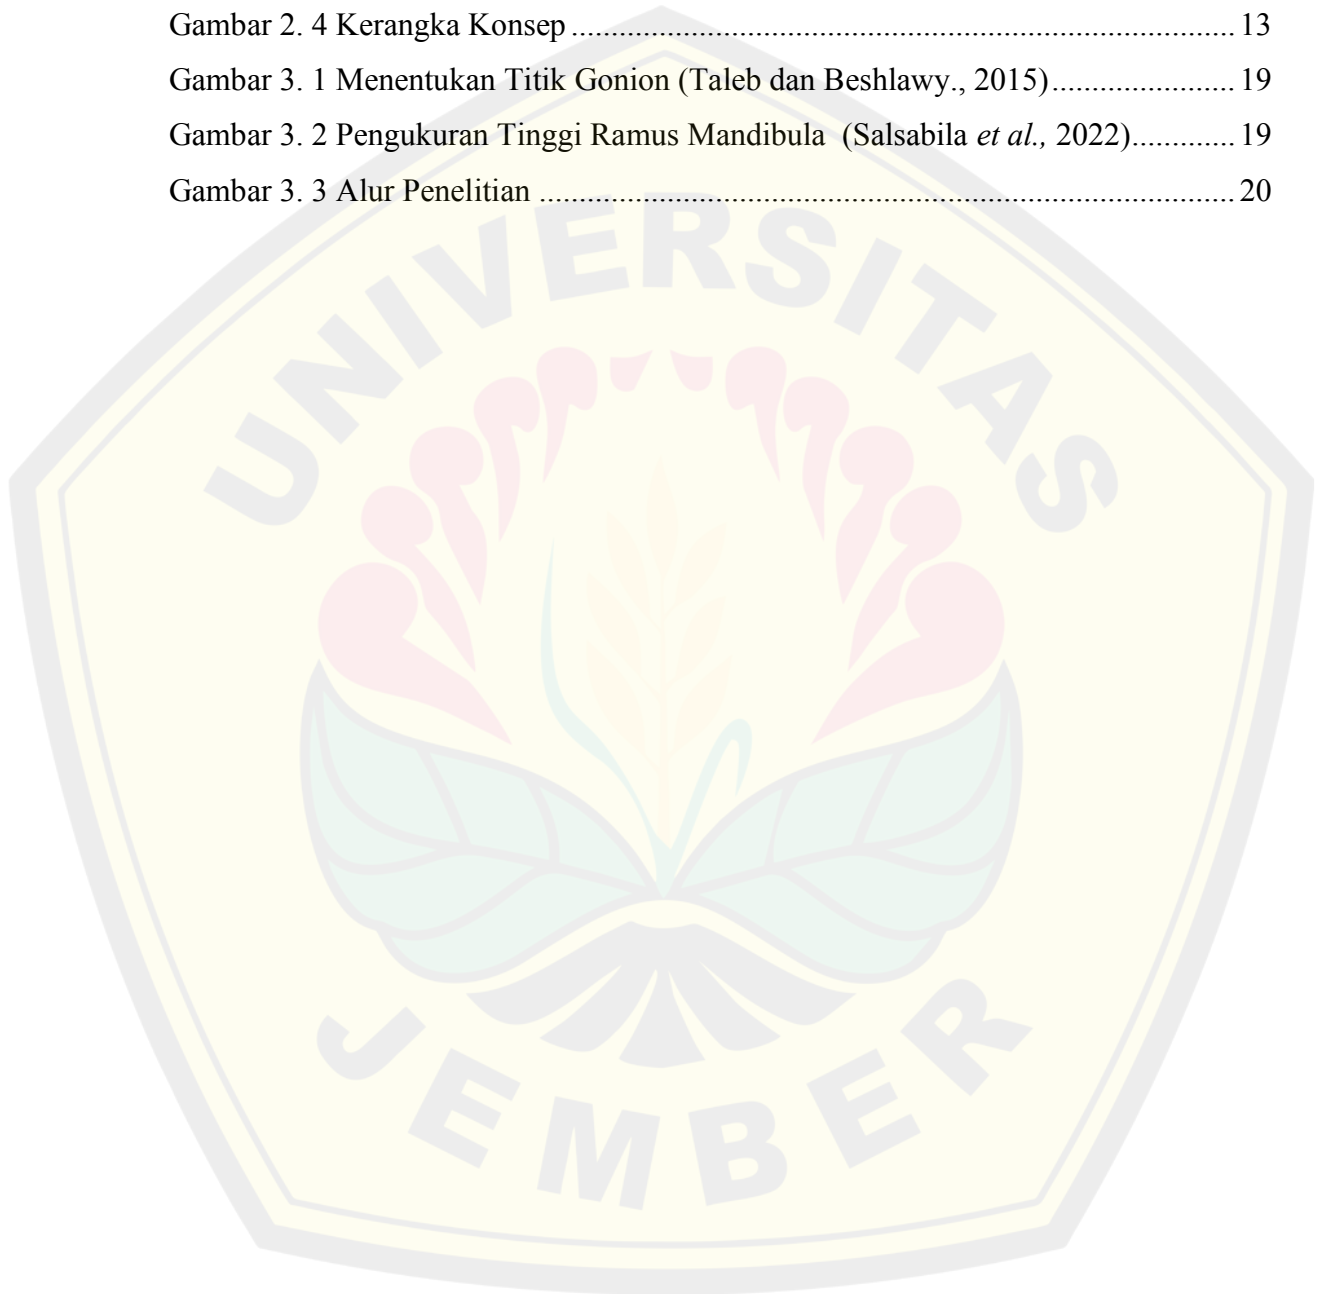 Gambar 2. 4 Kerangka Konsep .................................................................................... 13
Gambar 3. 1 Menentukan Titik Gonion (Taleb dan Beshlawy., 2015)....................... 19
Gambar 3. 2 Pengukuran Tinggi Ramus Mandibula  (Salsabila et al., 2022)............. 19
Gambar 3. 3 Alur Penelitian ........................................................................................ 20
UNIVERSITAS
JEMBER